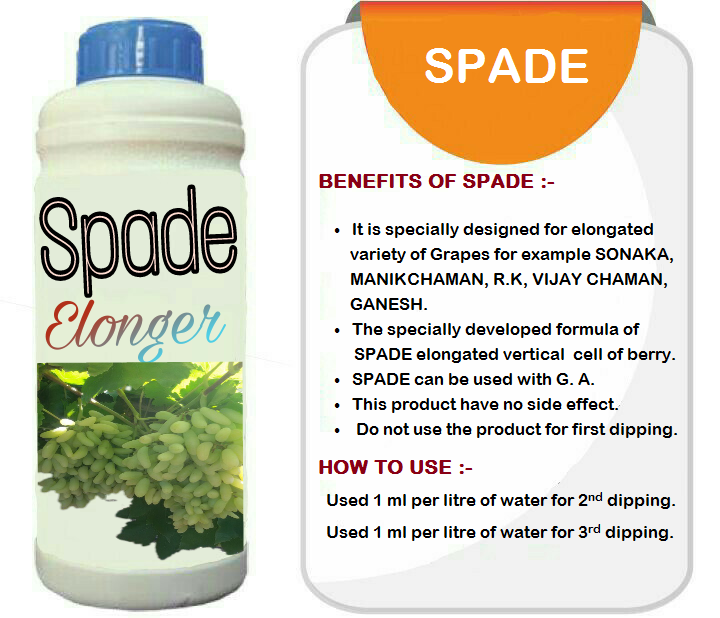 Spade
Elonger
SPADE
BENEFITS OF SPADE :-
• It is specially designed for elongated
variety of Grapes for example SONAKA,
MANIKCHAMAN, R.K, VIJAY CHAMAN,
GANESH.
• The specially developed formula of
SPADE elongated vertical cell of berry.
• SPADE can be used with G. A.
• This product have no side effect.
• Do not use the product for first dipping.
HOW TO USE :-
Used 1 ml per litre of water for 2nd dipping.
Used 1 ml per litre of water for 3rd dipping.